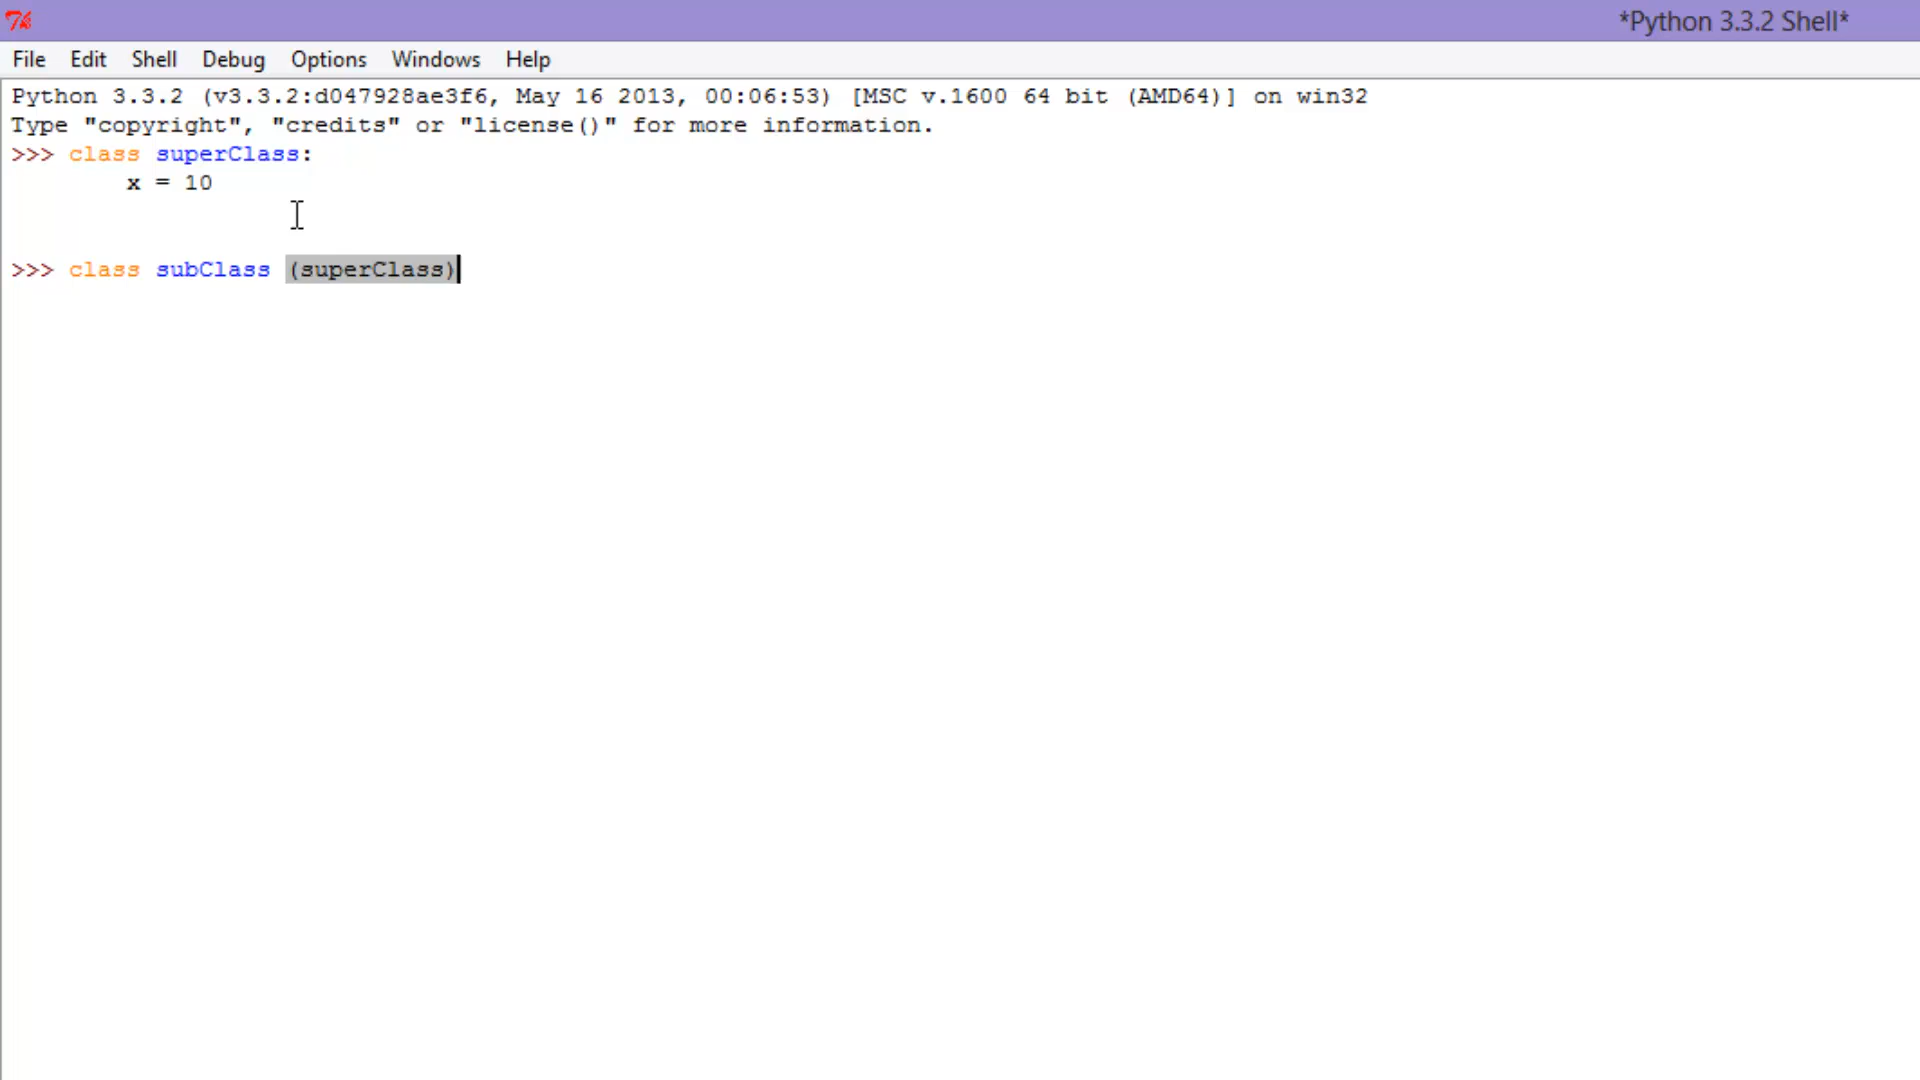 *Python 3.3.2 Shell*
File Edit Shell Debug Options Windows Help
Python 3.3.2 (v3.3.2:d047928ae3f6, May 16 2013, 00:06:53) [MSC v.1600 64 bit (AMD64)] on win32
Type "copyright", "credits" or "license()" for more information.
>>> class superClass:
        x = 10
>>> class subClass (superClass)